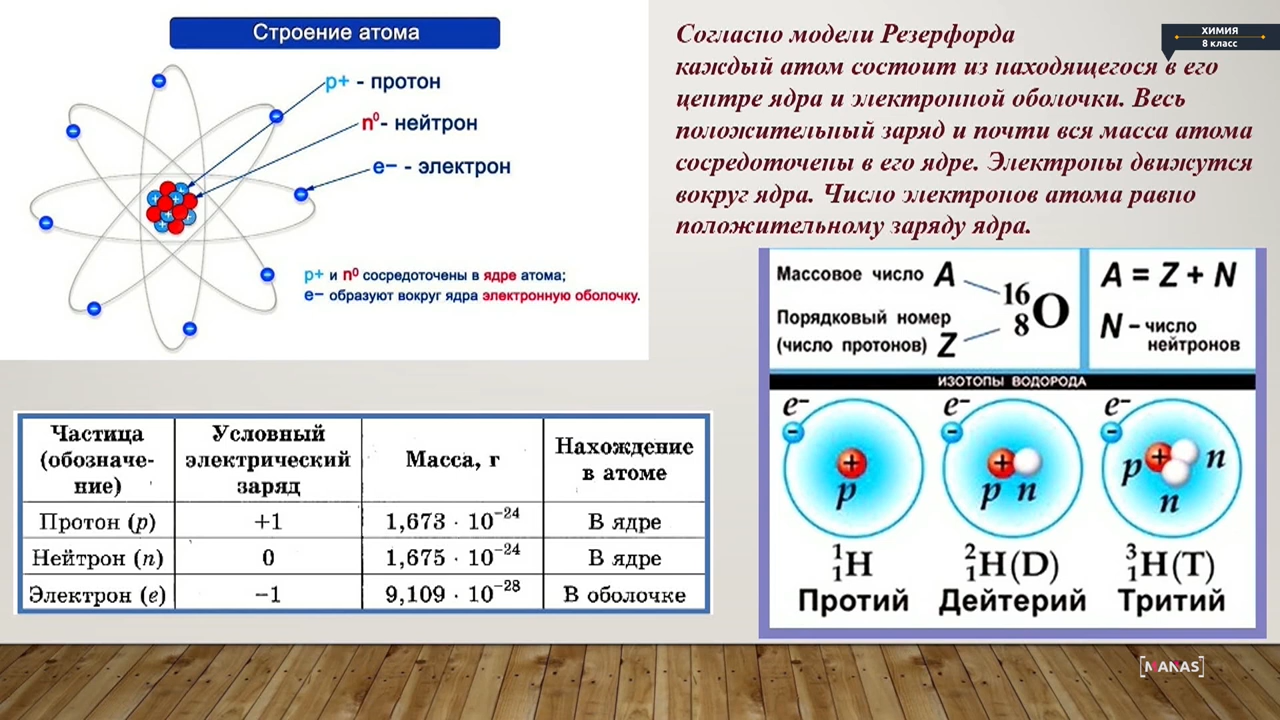 Строение атома
p+ - протон
n⁰- нейтрон
e− - электрон
p+ и n⁰ сосредоточены в ядре атома;
e− образуют вокруг ядра электронную оболочку.
Согласно модели Резерфорда
каждый атом состоит из находящегося в его
центре ядра и электронной оболочки. Весь
положительный заряд и почти вся масса атома
сосредоточены в его ядре. Электроны движутся
вокруг ядра. Число электронов атома равно
положительному заряду ядра.
ХИМИЯ
8 класс
Массовое число A
Порядковый номер
(число протонов) Z
¹⁶₈O
A = Z + N
N – число
нейтронов
ИЗОТОПЫ ВОДОРОДА
e⁻ e⁻ e⁻
p p n p n n
¹₁H ²₁H(D) ³₁H(T)
Протий Дейтерий Тритий
Частица (обозначе-ние) Условный электрический заряд Масса, г Нахождение в атоме
Протон (p) +1 1,673 · 10⁻²⁴ В ядре
Нейтрон (n) 0 1,675 · 10⁻²⁴ В ядре
Электрон (e) −1 9,109 · 10⁻²⁸ В оболочке
[MANAS]